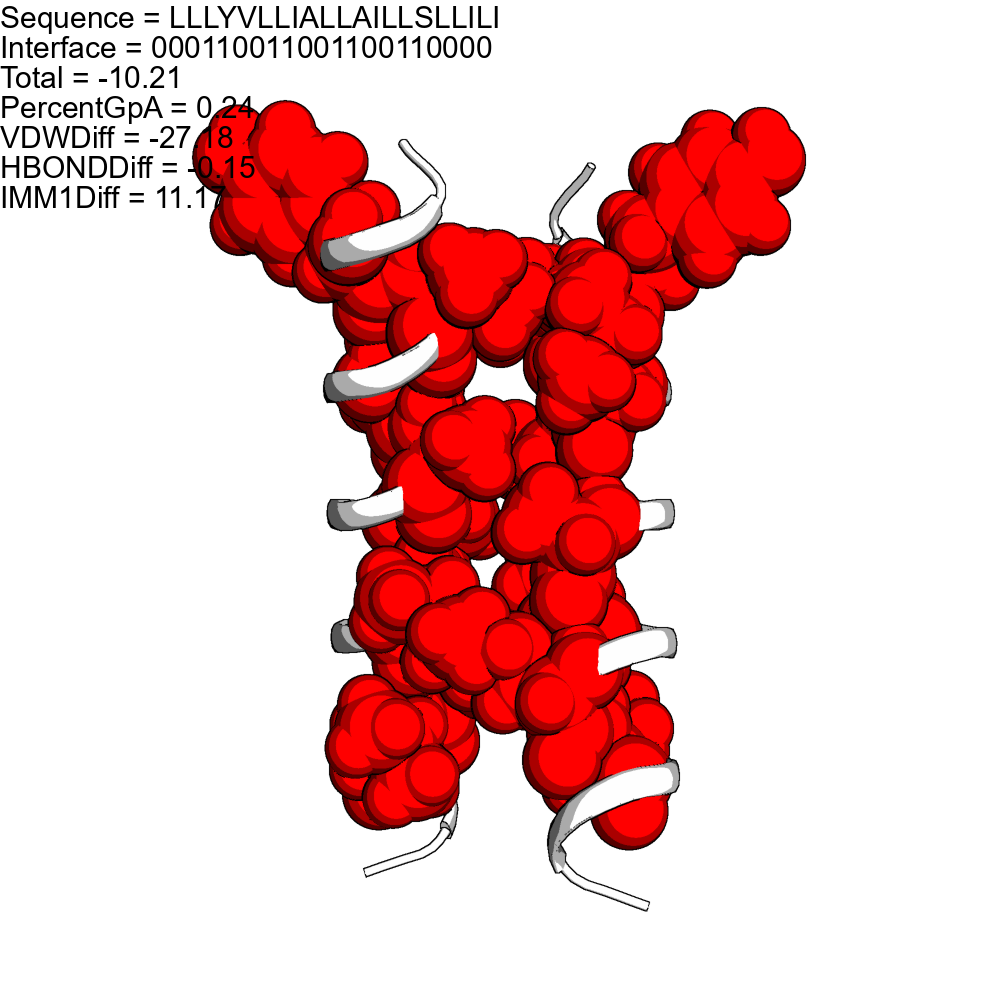 Sequence = LLLYVLLIALLAILLSLLILI
Interface = 000110011001100110000
Total = -10.21
PercentGpA = 0.24
VDWDiff = -27.18
HBONDDiff = -0.15
IMM1Diff = 11.17